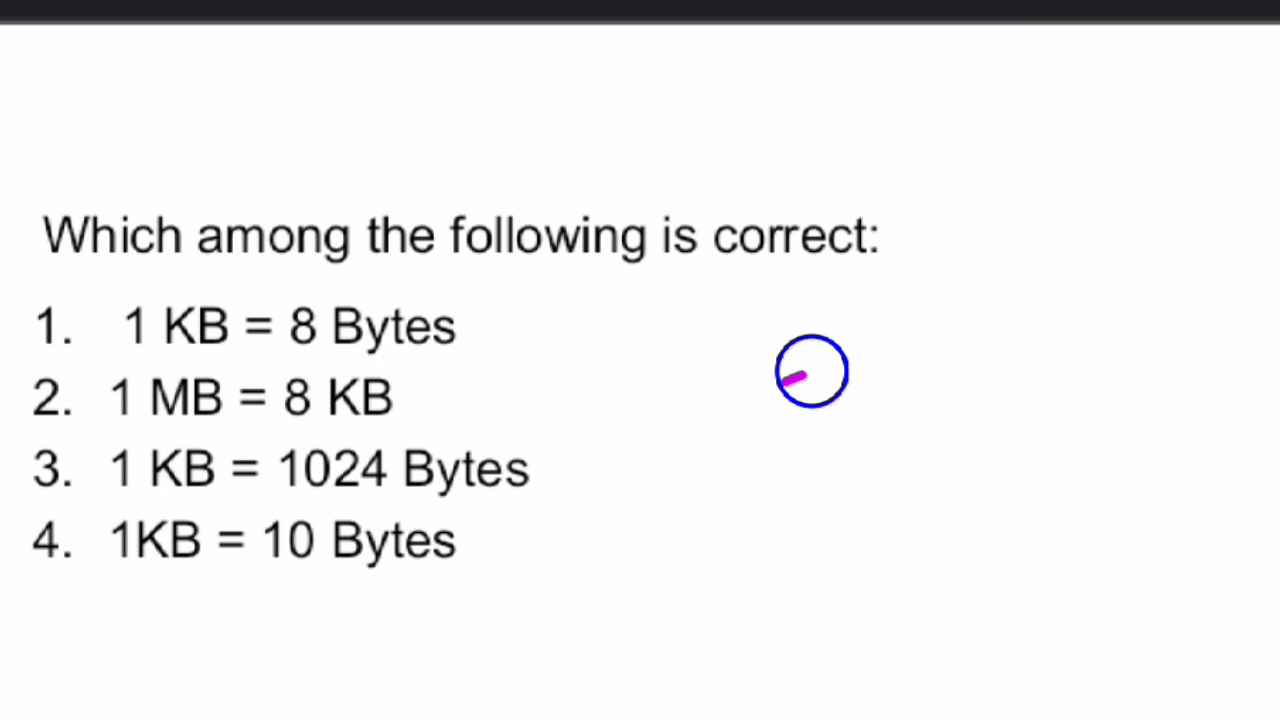 Which among the following is correct:
1. 1 KB = 8 Bytes
2. 1 MB = 8 KB
3. 1 KB = 1024 Bytes
4. 1KB = 10 Bytes